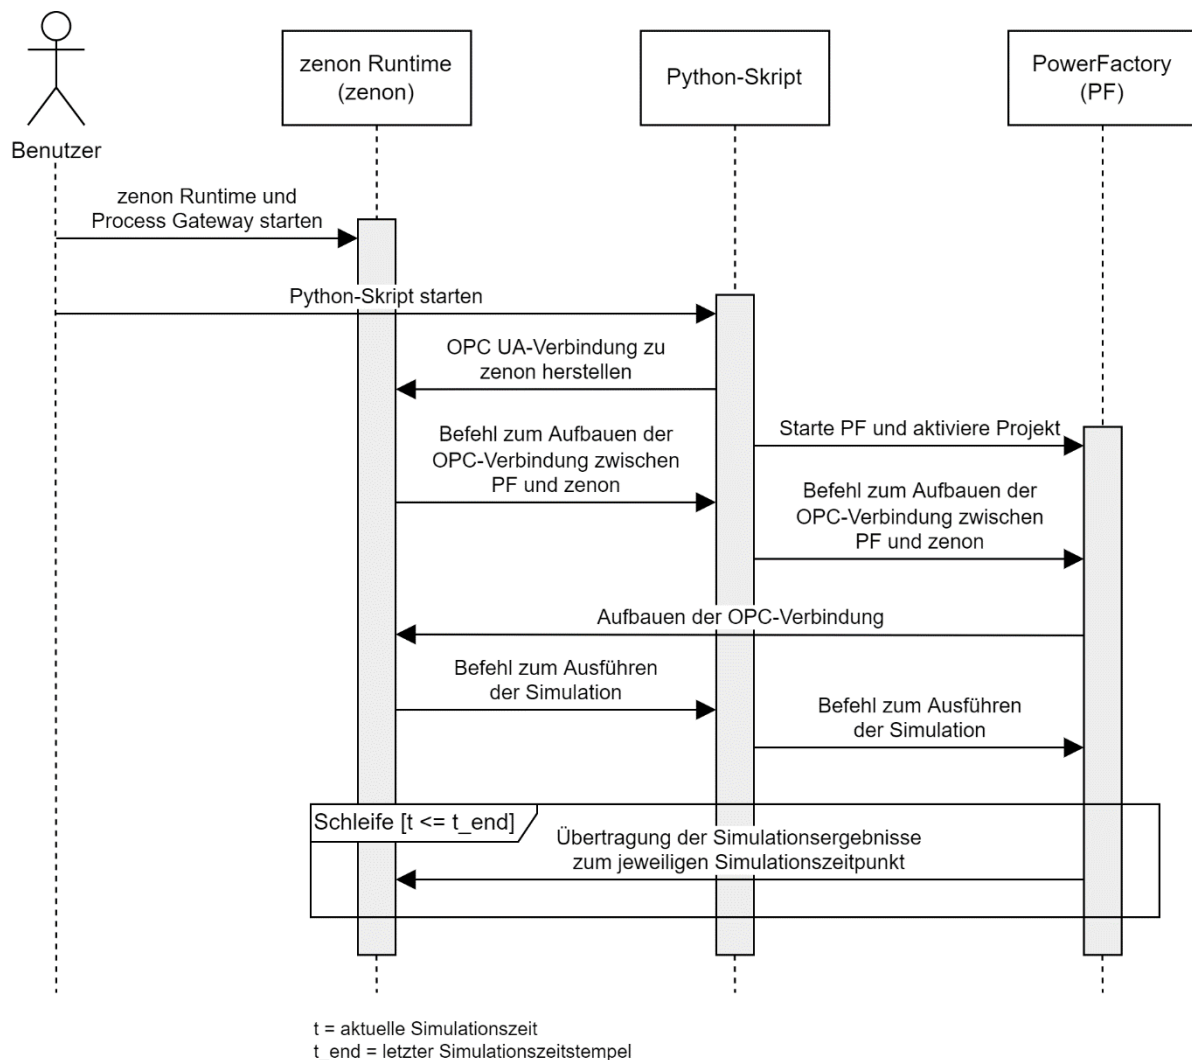 zenon Runtime
(zenon)
Python-Skript
PowerFactory
(PF)
Benutzer
zenon Runtime und
Process Gateway starten
Python-Skript starten
OPC UA-Verbindung zu
zenon herstellen
Starte PF und aktiviere Projekt
Befehl zum Aufbauen der
OPC-Verbindung zwischen
PF und zenon
Befehl zum Aufbauen der
OPC-Verbindung zwischen
PF und zenon
Aufbauen der OPC-Verbindung
Befehl zum Ausführen
der Simulation
Befehl zum Ausführen
der Simulation
Schleife [t <= t_end]
Übertragung der Simulationsergebnisse
zum jeweiligen Simulationszeitpunkt
t = aktuelle Simulationszeit
t_end = letzter Simulationszeitstempel